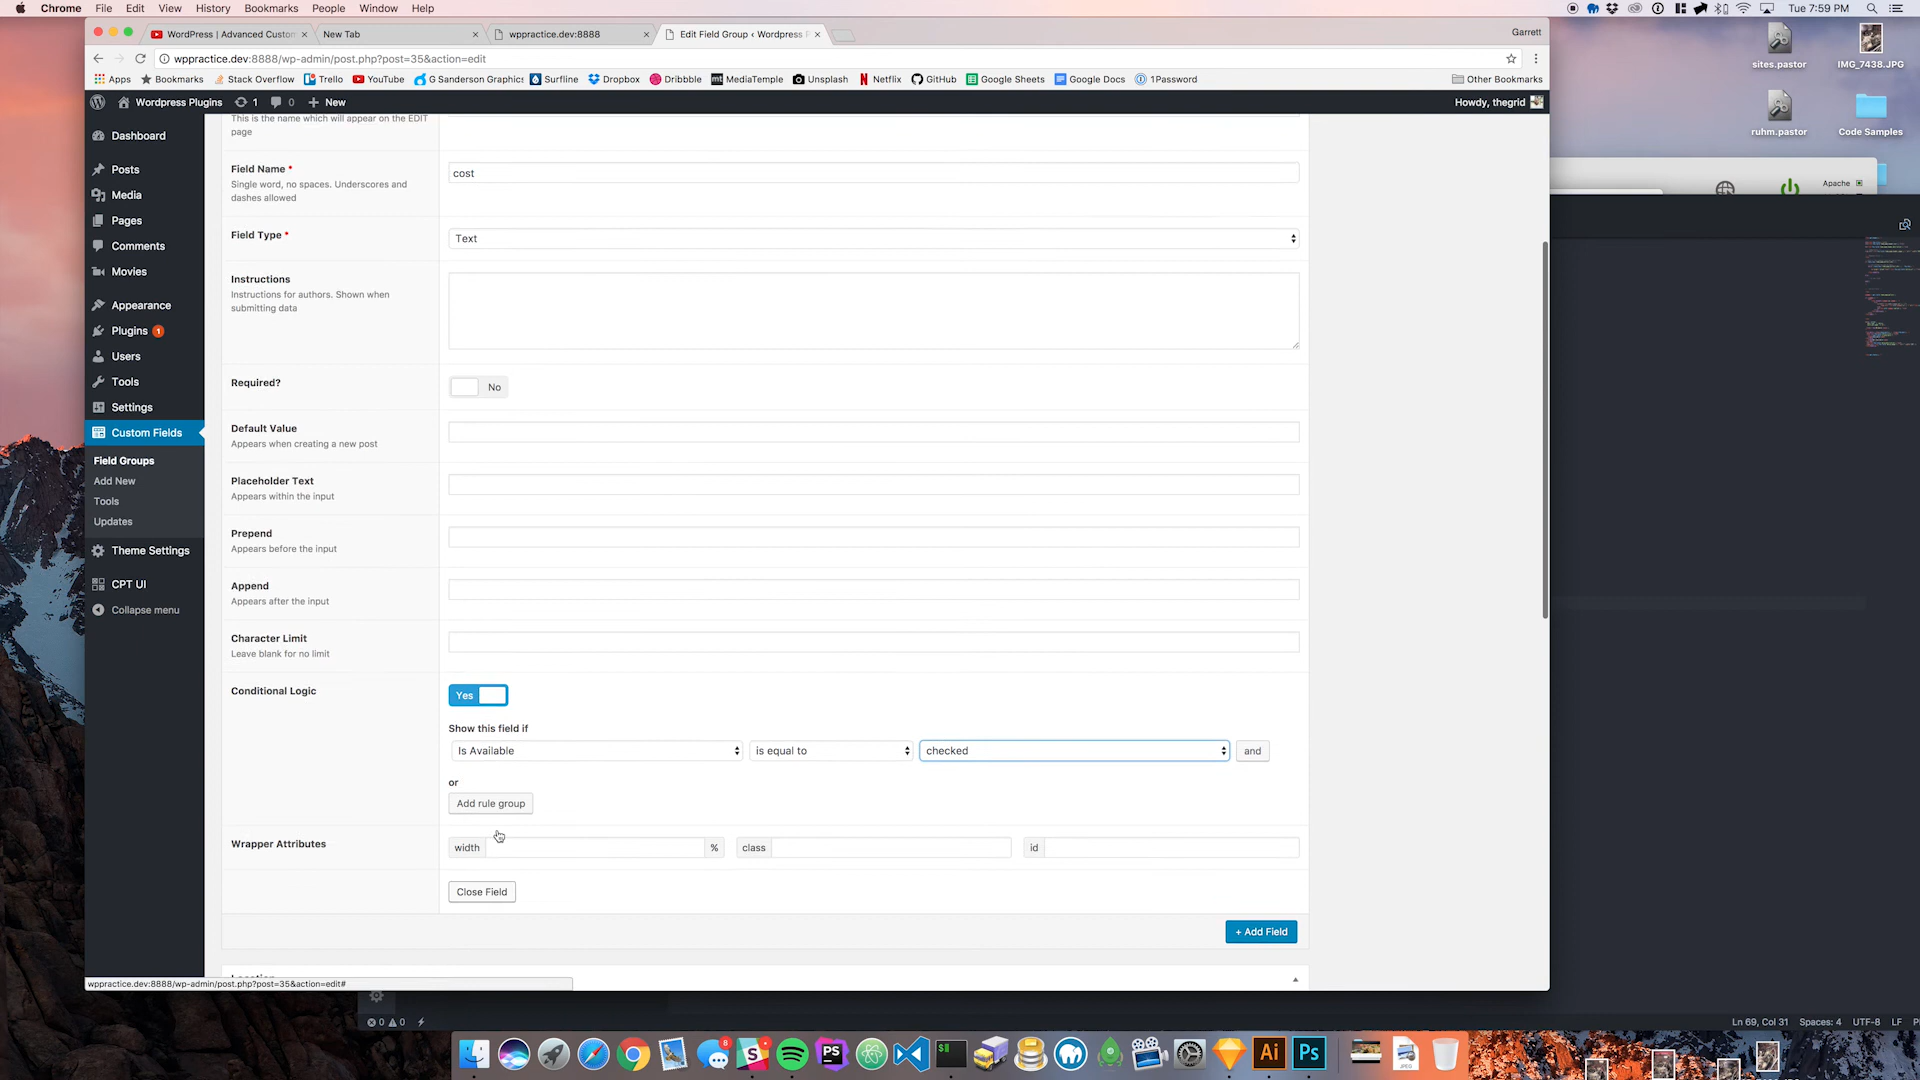 Chrome File Edit View History Bookmarks People Window Help
Tue 7:59 PM
WordPress | Advanced Custom
New Tab
wppractice.dev:8888
Edit Field Group ‹ Wordpress P
Garrett
wppractice.dev:8888/wp-admin/post.php?post=35&action=edit
Apps Bookmarks Stack Overflow Trello YouTube G Sanderson Graphics Surfline Dropbox Dribbble MediaTemple Unsplash Netflix GitHub Google Sheets Google Docs 1Password Other Bookmarks
Wordpress Plugins 1 0 New
Howdy, thegrid
Dashboard
Posts
Media
Pages
Comments
Movies
Appearance
Plugins 1
Users
Tools
Settings
Custom Fields
Field Groups
Add New
Tools
Updates
Theme Settings
CPT UI
Collapse menu
This is the name which will appear on the EDIT
page
Field Name *
Single word, no spaces. Underscores and
dashes allowed
cost
Field Type *
Text
Instructions
Instructions for authors. Shown when
submitting data
Required?
No
Default Value
Appears when creating a new post
Placeholder Text
Appears within the input
Prepend
Appears before the input
Append
Appears after the input
Character Limit
Leave blank for no limit
Conditional Logic
Yes
Show this field if
Is Available
is equal to
checked
and
or
Add rule group
Wrapper Attributes
width
%
class
id
Close Field
+ Add Field
Location
wppractice.dev:8888/wp-admin/post.php?post=35&action=edit#
sites.pastor
IMG_7438.JPG
ruhm.pastor
Code Samples
Apache
0 0
Ln 69, Col 31 Spaces: 4 UTF-8 LF
8
PS
$
Ai
Ps
JPEG